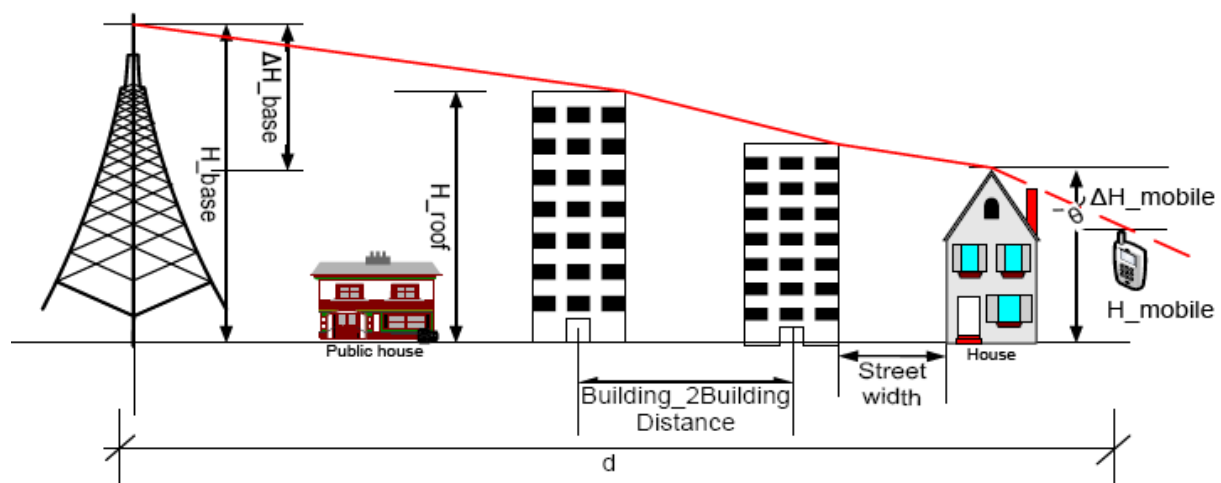 ΔH_base
H_base
H_roof
ΔH_mobile
H_mobile
Public house
House
Street
width
Building_2Building
Distance
d